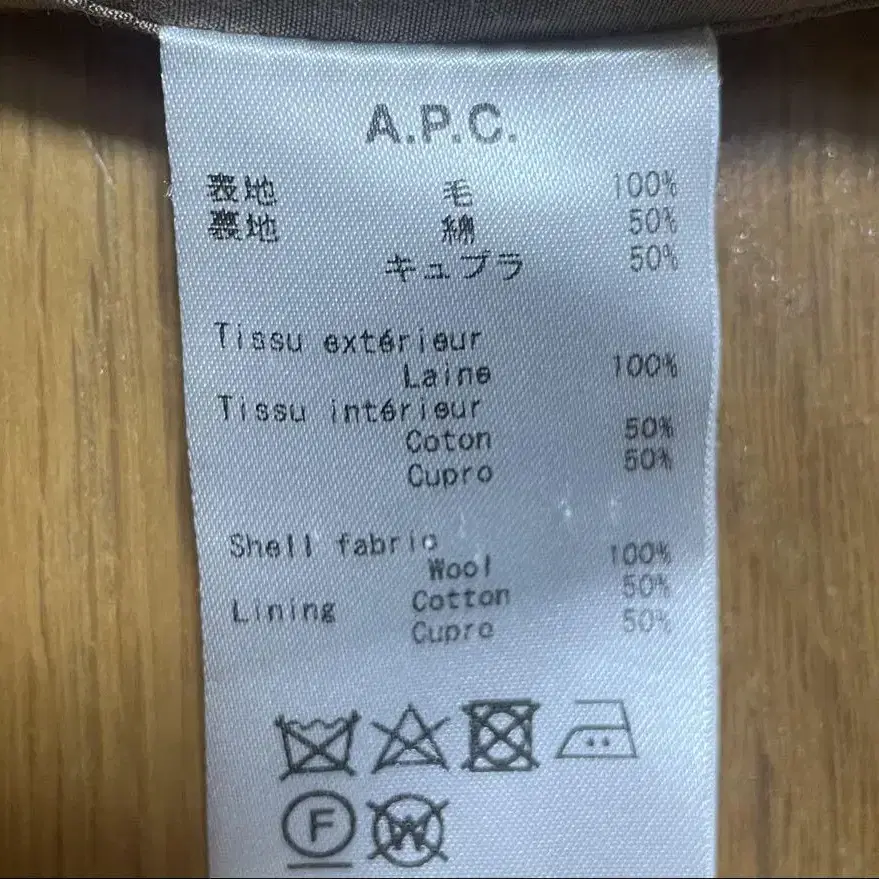 A.P.C.
表地 毛 100%
裏地 綿 50%
キュプラ 50%
Tissu extérieur
Laine 100%
Tissu intérieur
Coton 50%
Cupro 50%
Shell fabric
Wool 100%
Lining Cotton 50%
Cupro 50%
F W